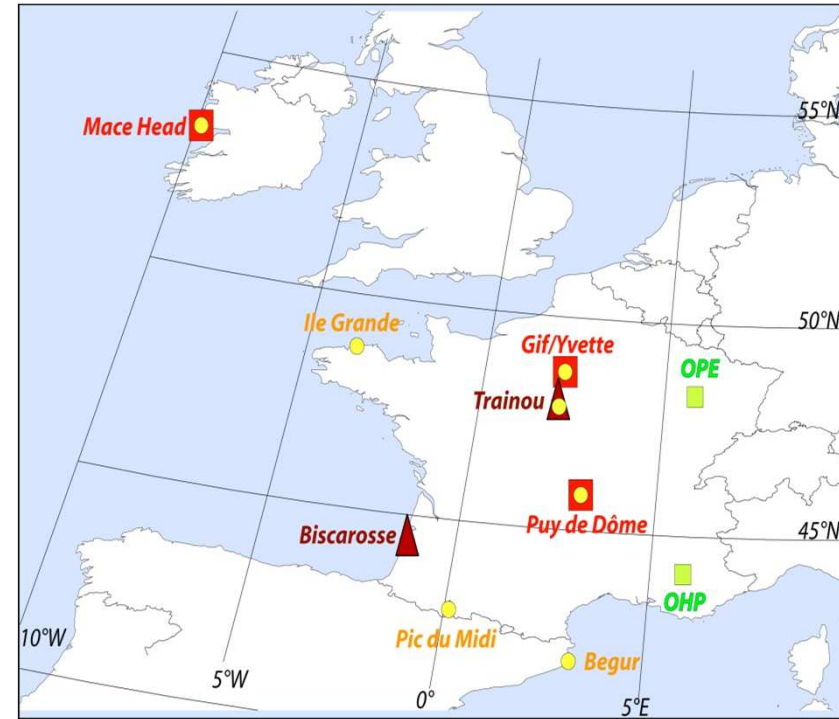 55°N
Mace Head
50°N
Ile Grande
Gif/Yvette
OPE
Trainou
45°N
Puy de Dôme
Biscarosse
OHP
10°W
Pic du Midi
Begur
5°W
0°
5°E